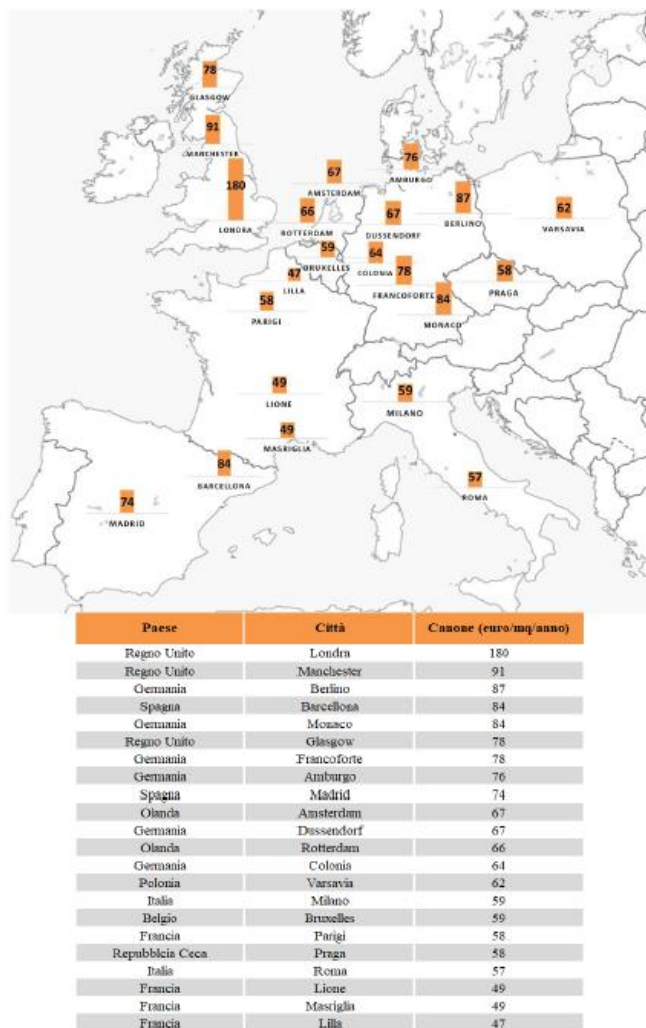 78
GLASGOW
91
MANCHESTER
180
LONDRA
67
AMSTERDAM
66
ROTTERDAM
76
AMBURGO
87
BERLINO
67
DUSSENDORF
62
VARSAVIA
59
BRUXELLES
64
COLONIA
78
FRANCOFORTE
84
MONACO
58
PRAGA
47
LILLA
58
PARIGI
49
LIONE
49
MASRIGLIA
59
MILANO
57
ROMA
84
BARCELLONA
74
MADRID
Paese Città Canone (euro/mq/anno)
Regno Unito Londra 180
Regno Unito Manchester 91
Germania Berlino 87
Spagna Barcellona 84
Germania Monaco 84
Regno Unito Glasgow 78
Germania Francoforte 78
Germania Amburgo 76
Spagna Madrid 74
Olanda Amsterdam 67
Germania Dussendorf 67
Olanda Rotterdam 66
Germania Colonia 64
Polonia Varsavia 62
Italia Milano 59
Belgio Bruxelles 59
Francia Parigi 58
Repubblcia Ceca Praga 58
Italia Roma 57
Francia Lione 49
Francia Masriglia 49
Francia Lilla 47